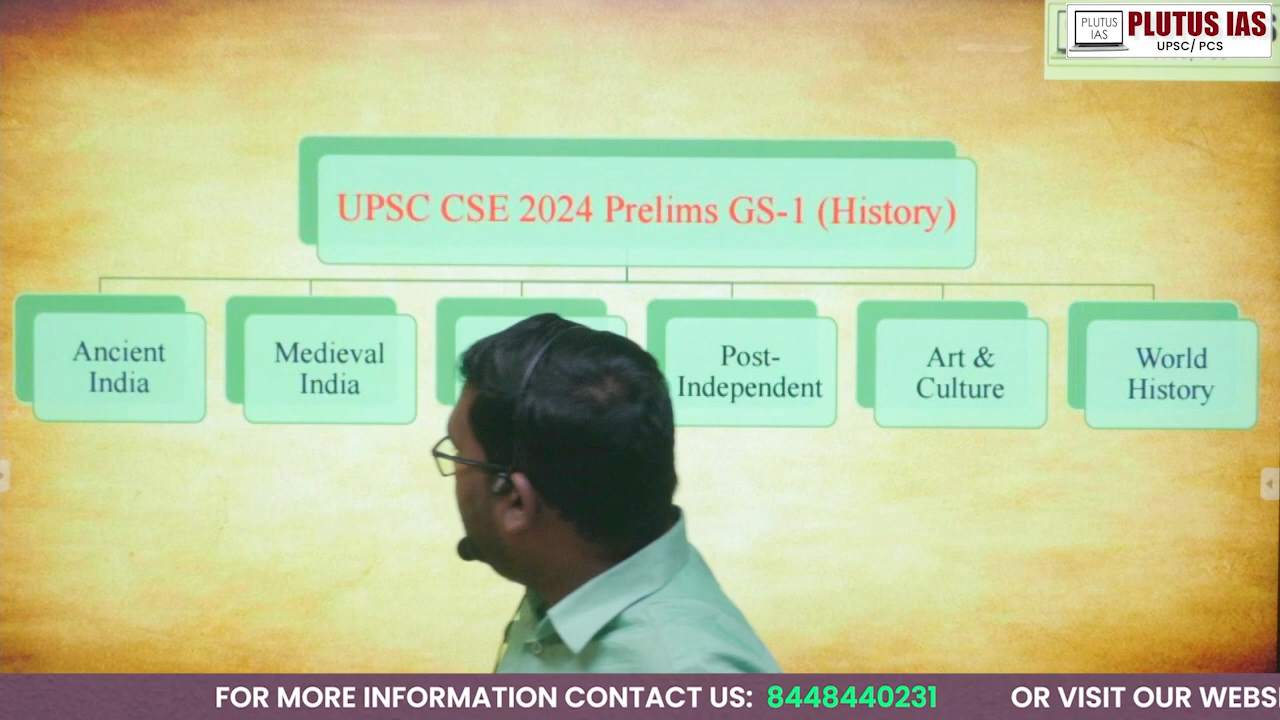 PLUTUS
IAS
PLUTUS IAS
UPSC/ PCS
UPSC CSE 2024 Prelims GS-1 (History)
Ancient
India
Medieval
India
Post-
Independent
Art &
Culture
World
History
FOR MORE INFORMATION CONTACT US: 8448440231 OR VISIT OUR WEBS